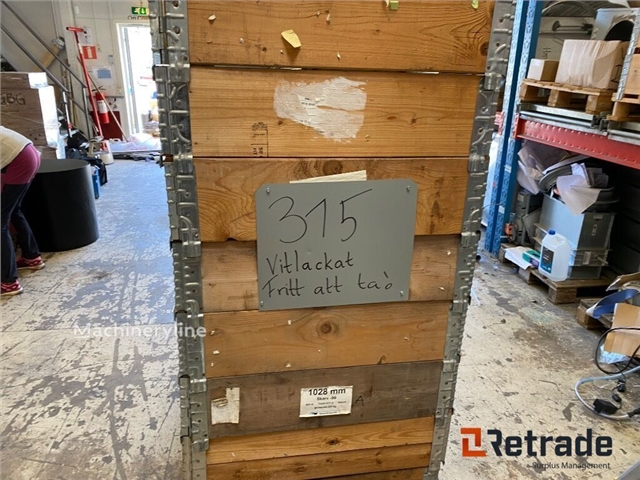 315
Vitlackat
Fritt att ta
1028 mm
Machineryline
Retrade
Surplus Management